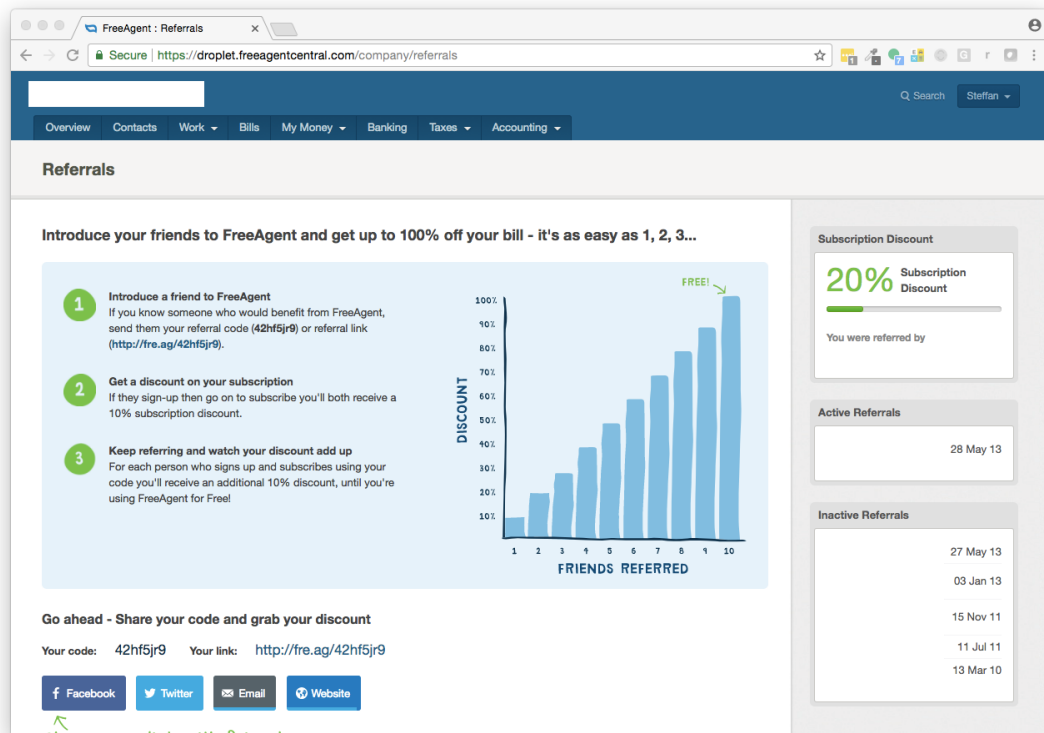 FreeAgent : Referrals
Secure https://droplet.freeagentcentral.com/company/referrals
Search Steffan
Overview Contacts Work Bills My Money Banking Taxes Accounting
Referrals
Introduce your friends to FreeAgent and get up to 100% off your bill - it's as easy as 1, 2, 3...
1
Introduce a friend to FreeAgent
If you know someone who would benefit from FreeAgent,
send them your referral code (42hf5jr9) or referral link
(http://fre.ag/42hf5jr9).
2
Get a discount on your subscription
If they sign-up then go on to subscribe you'll both receive a
10% subscription discount.
3
Keep referring and watch your discount add up
For each person who signs up and subscribes using your
code you'll receive an additional 10% discount, until you're
using FreeAgent for Free!
FREE!
100%
90%
80%
70%
60%
50%
40%
30%
20%
10%
DISCOUNT
1 2 3 4 5 6 7 8 9 10
FRIENDS REFERRED
Go ahead - Share your code and grab your discount
Your code: 42hf5jr9 Your link: http://fre.ag/42hf5jr9
Facebook Twitter Email Website
Subscription Discount
20% Subscription
Discount
You were referred by
Active Referrals
28 May 13
Inactive Referrals
27 May 13
03 Jan 13
15 Nov 11
11 Jul 11
13 Mar 10